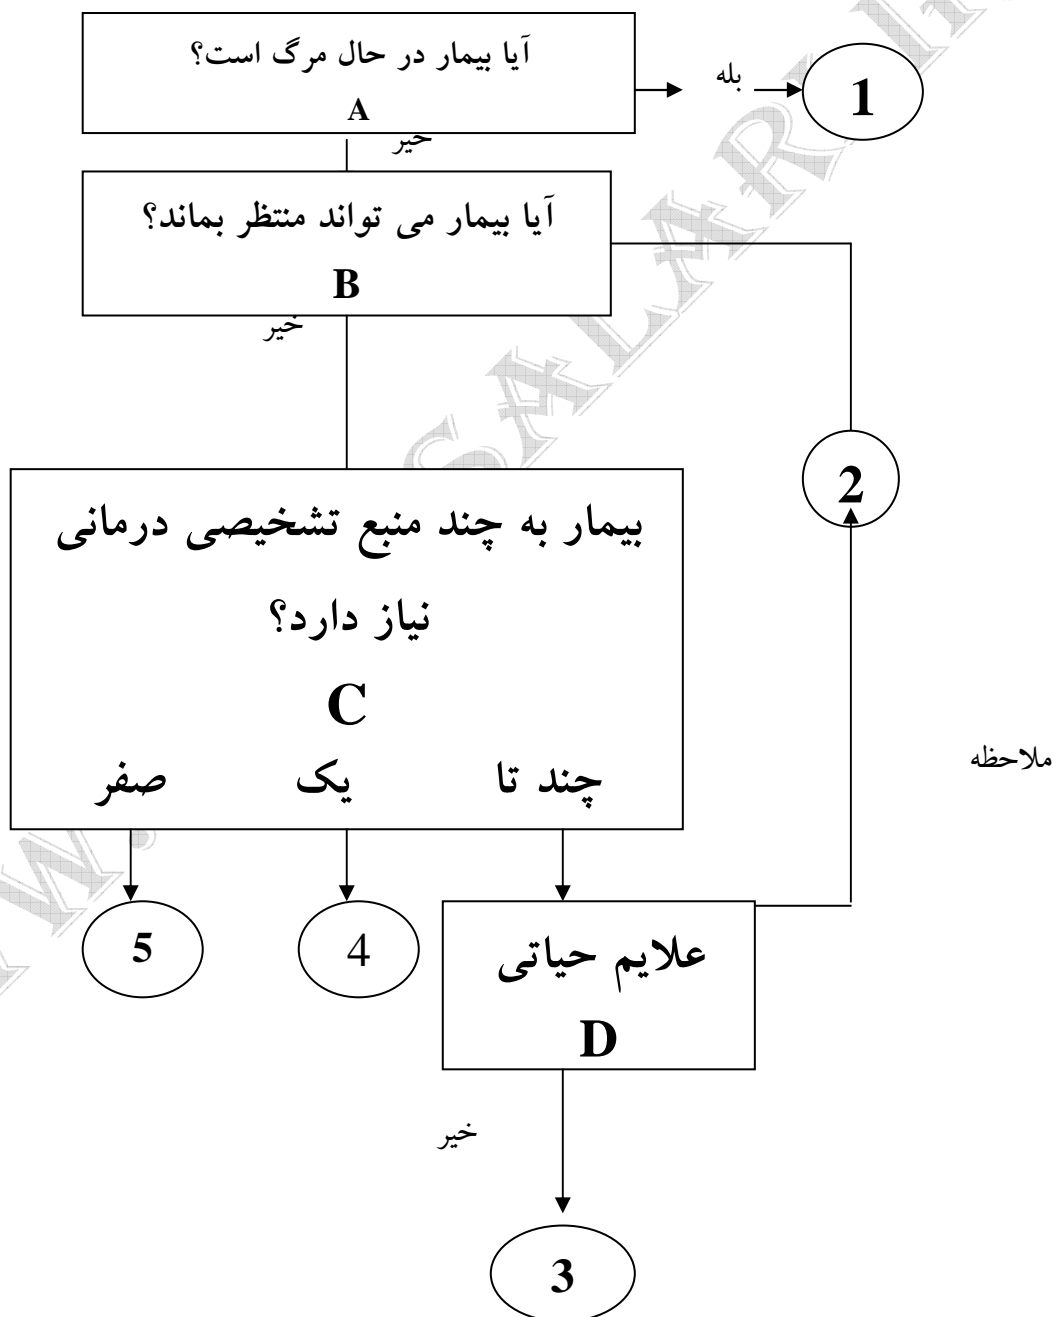 آیا بیمار در حال مرگ است؟
A
بله
1
خیر
آیا بیمار می تواند منتظر بماند؟
B
خیر
2
بیمار به چند منبع تشخیصی درمانی
نیاز دارد؟
C
چند تا یک صفر
ملاحظه
5
4
علایم حیاتی
D
خیر
3